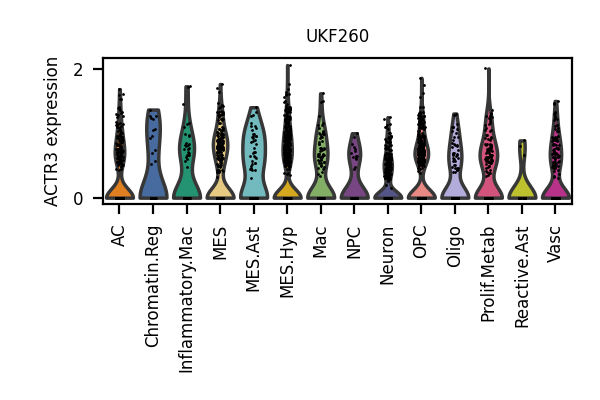 UKF260
ACTR3 expression
2
0
AC
Chromatin.Reg
Inflammatory.Mac
MES
MES.Ast
MES.Hyp
Mac
NPC
Neuron
OPC
Oligo
Prolif.Metab
Reactive.Ast
Vasc